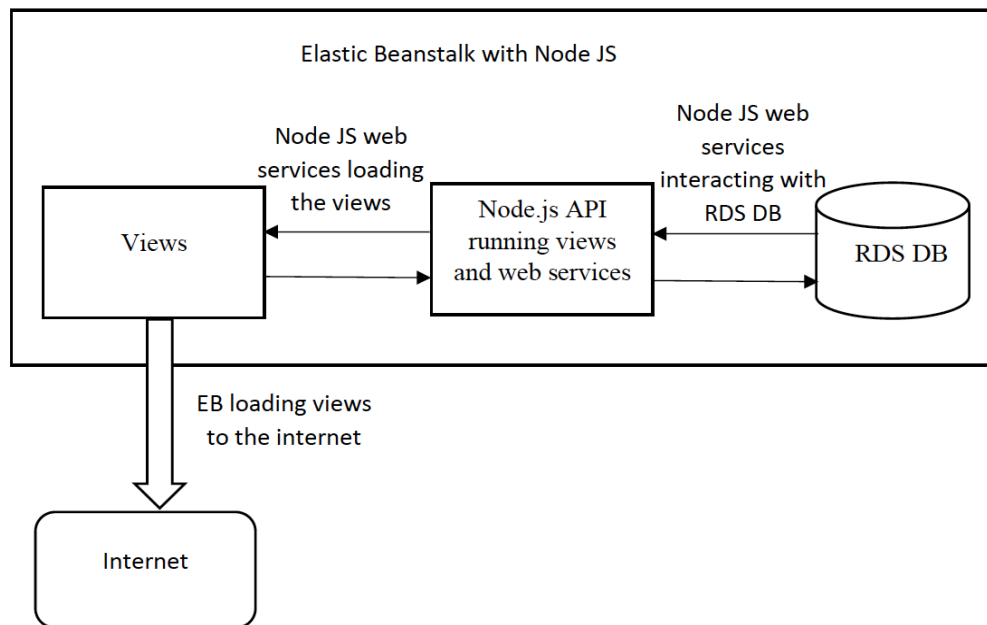 Elastic Beanstalk with Node JS
Node JS web
services loading
the views
Node JS web
services
interacting with
RDS DB
Views
Node.js API
running views
and web services
RDS DB
EB loading views
to the internet
Internet